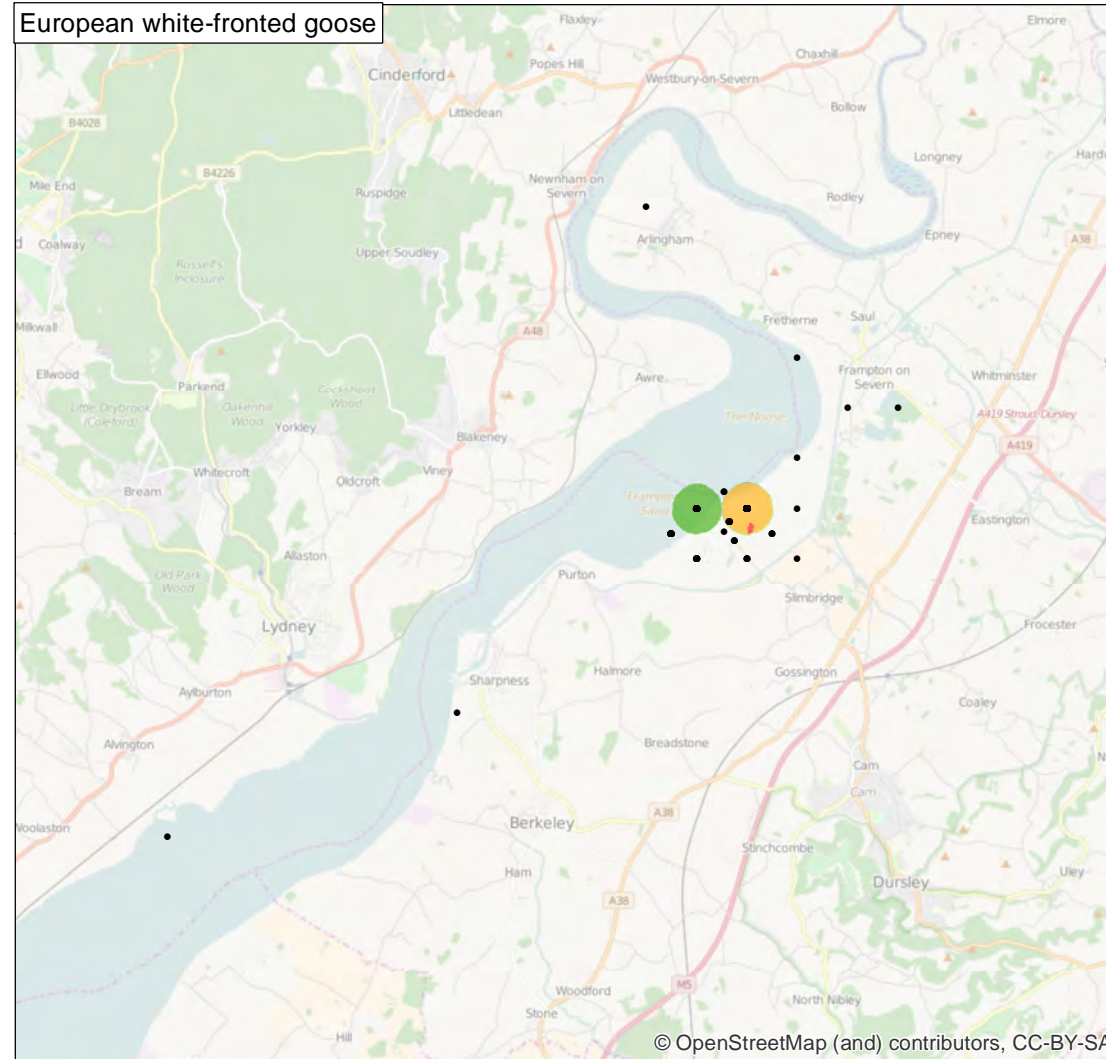 European white-fronted goose
Flaxley
Elmore
Popes Hill
Chaxhill
Cinderford
Westbury-on-Severn
Littledean
Bollow
B4028
Longney
B4226
Mile End
Newnham on
Severn
Ruspidge
Rodley
Coalway
Arlingham
Epney
A38
Upper Soudley
Russell's
Inclosure
Milkwall
A48
Fretherne
Saul
Ellwood
Parkend
Cockshoot
Wood
Awre
Frampton on
Severn
Whitminster
Little Drybrook
(Coleford)
Oakenhill
Wood
Yorkley
The Noose
A419 Stroud, Dursley
Blakeney
A419
Whitecroft
Viney
Bream
Oldcroft
Sand
Eastington
Allaston
Old Park
Wood
Purton
Slimbridge
Lydney
Frocester
Halmore
Gossington
Sharpness
Aylburton
Coaley
Alvington
Breadstone
Cam
Cam
Berkeley
A38
Woolaston
Stinchcombe
Ham
Uley
Dursley
A38
M5
Woodford
North Nibley
Stone
Hill
© OpenStreetMap (and) contributors, CC-BY-SA